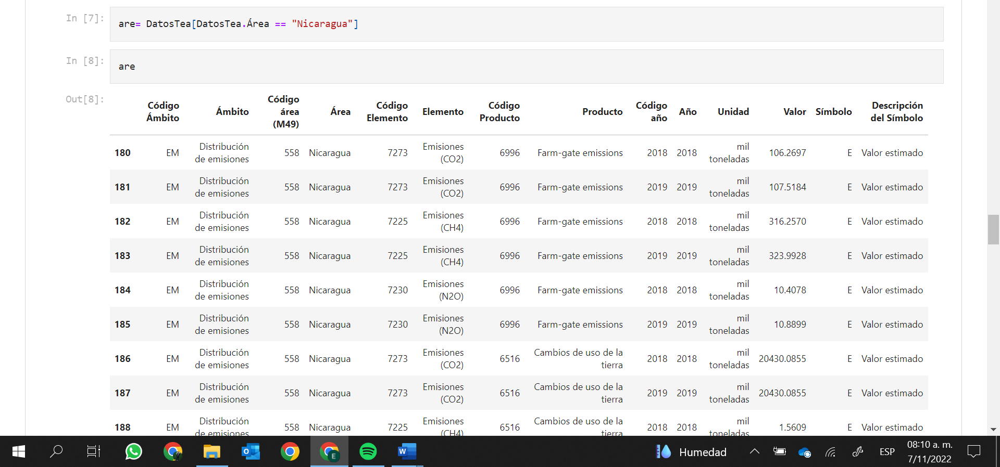 In [7]:
are= DatosTea[DatosTea.Área == "Nicaragua"]
In [8]:
are
Out[8]:
Código Ámbito Ámbito Código área (M49) Área Código Elemento Elemento Código Producto Producto Código año Año Unidad Valor Símbolo Descripción del Símbolo
180 EM Distribución de emisiones 558 Nicaragua 7273 Emisiones (CO2) 6996 Farm-gate emissions 2018 2018 mil toneladas 106.2697 E Valor estimado
181 EM Distribución de emisiones 558 Nicaragua 7273 Emisiones (CO2) 6996 Farm-gate emissions 2019 2019 mil toneladas 107.5184 E Valor estimado
182 EM Distribución de emisiones 558 Nicaragua 7225 Emisiones (CH4) 6996 Farm-gate emissions 2018 2018 mil toneladas 316.2570 E Valor estimado
183 EM Distribución de emisiones 558 Nicaragua 7225 Emisiones (CH4) 6996 Farm-gate emissions 2019 2019 mil toneladas 323.9928 E Valor estimado
184 EM Distribución de emisiones 558 Nicaragua 7230 Emisiones (N2O) 6996 Farm-gate emissions 2018 2018 mil toneladas 10.4078 E Valor estimado
185 EM Distribución de emisiones 558 Nicaragua 7230 Emisiones (N2O) 6996 Farm-gate emissions 2019 2019 mil toneladas 10.8899 E Valor estimado
186 EM Distribución de emisiones 558 Nicaragua 7273 Emisiones (CO2) 6516 Cambios de uso de la tierra 2018 2018 mil toneladas 20430.0855 E Valor estimado
187 EM Distribución de emisiones 558 Nicaragua 7273 Emisiones (CO2) 6516 Cambios de uso de la tierra 2019 2019 mil toneladas 20430.0855 E Valor estimado
188 EM Distribución de emisiones 558 Nicaragua 7225 Emisiones (CH4) 6516 Cambios de uso de la tierra 2018 2018 mil toneladas 1.5609 E Valor estimado
Humedad ESP 08:10 a. m.
7/11/2022